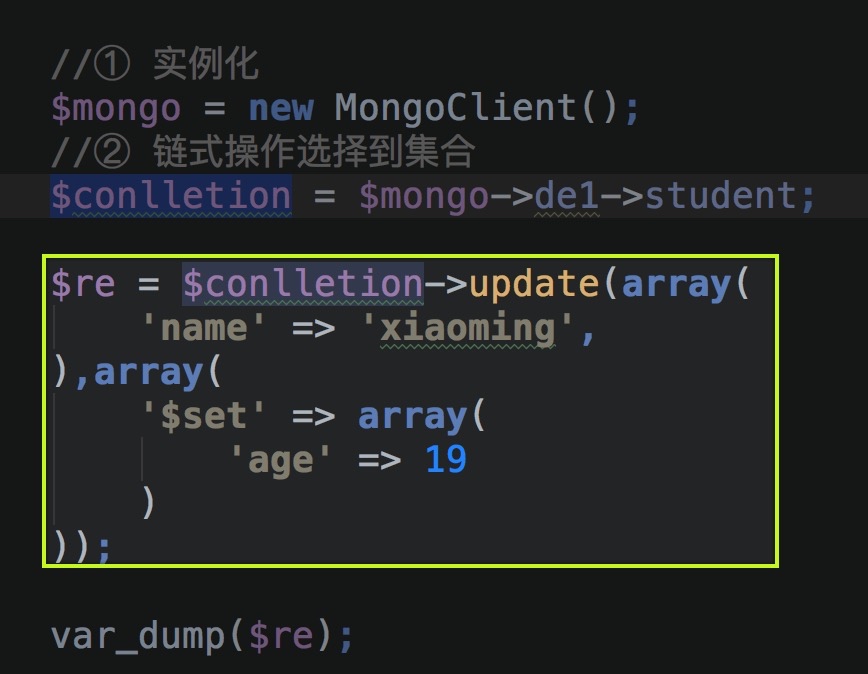 //① 实例化
$mongo = new MongoClient();
//② 链式操作选择到集合
$conlletion = $mongo->de1->student;
$re = $conlletion->update(array(
'name' => 'xiaoming',
),array(
'$set' => array(
'age' => 19
)
));
var_dump($re);